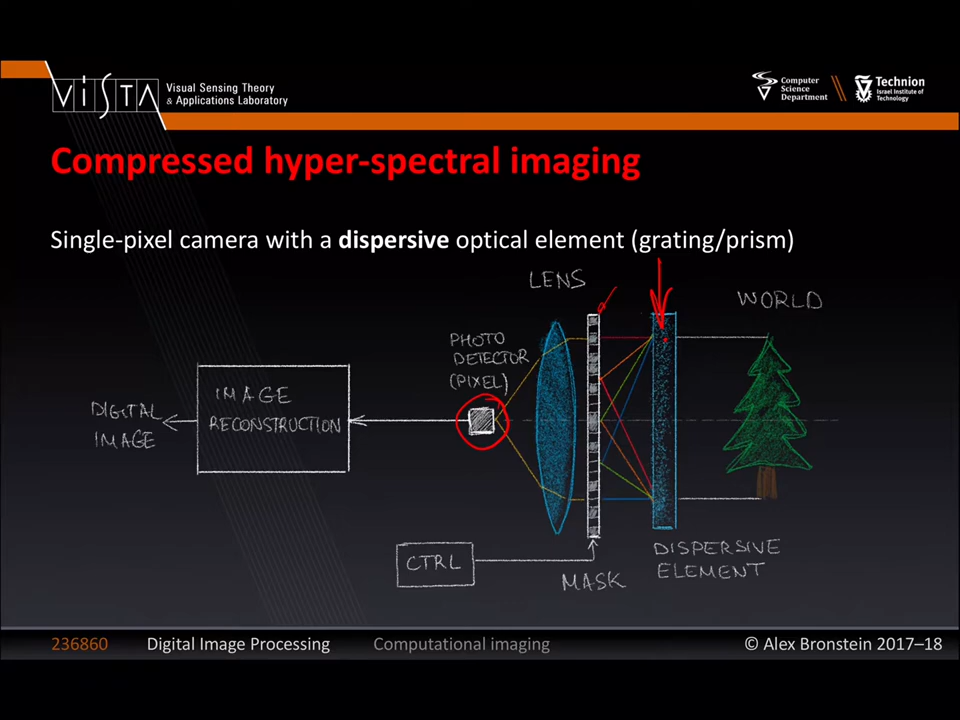 ViSTA
Visual Sensing Theory
& Applications Laboratory
Computer
Science
Department
Technion
Israel Institute of
Technology
Compressed hyper-spectral imaging
Single-pixel camera with a dispersive optical element (grating/prism)
LENS
WORLD
PHOTO
DETECTOR
(PIXEL)
IMAGE
RECONSTRUCTION
DIGITAL
IMAGE
CTRL
MASK
DISPERSIVE
ELEMENT
236860
Digital Image Processing
Computational imaging
© Alex Bronstein 2017–18